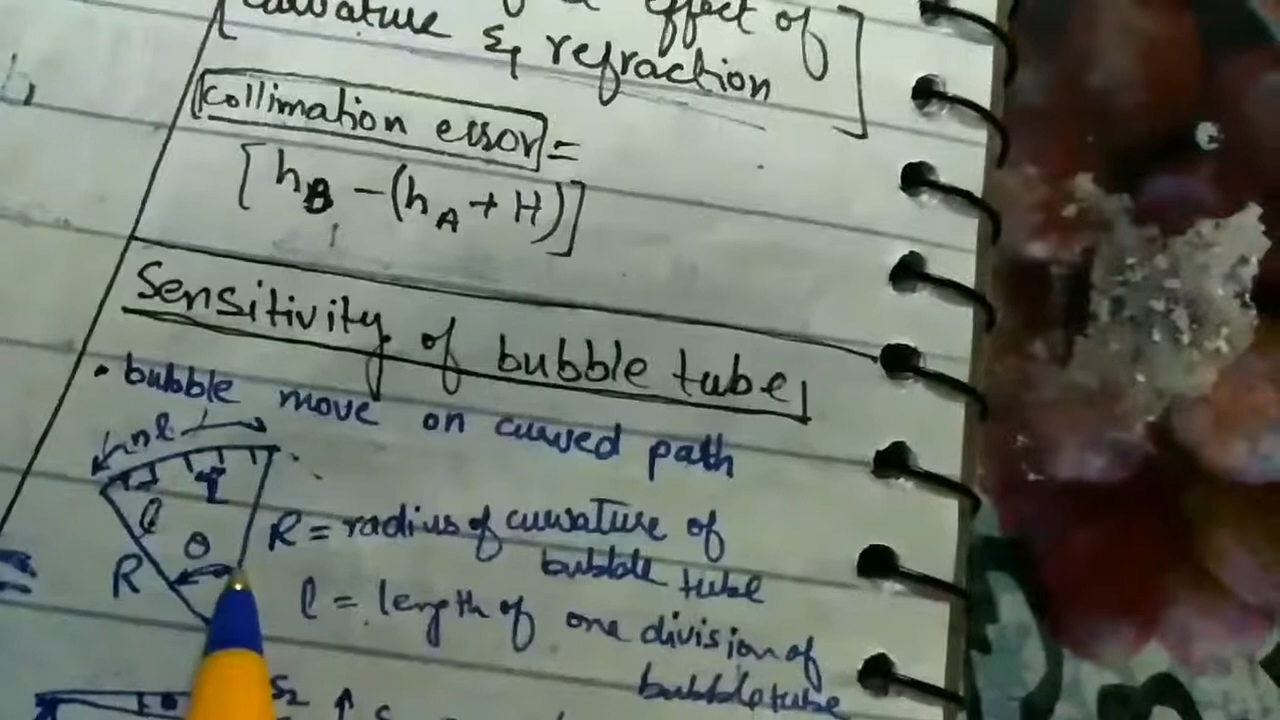 effect of
curvature & refraction
Collimation error =
[hB - (hA + H)]
Sensitivity of bubble tube
• bubble move on curved path
nl
l
θ
R
R = radius of curvature of
bubble tube
l = length of one division of
bubble tube
S2